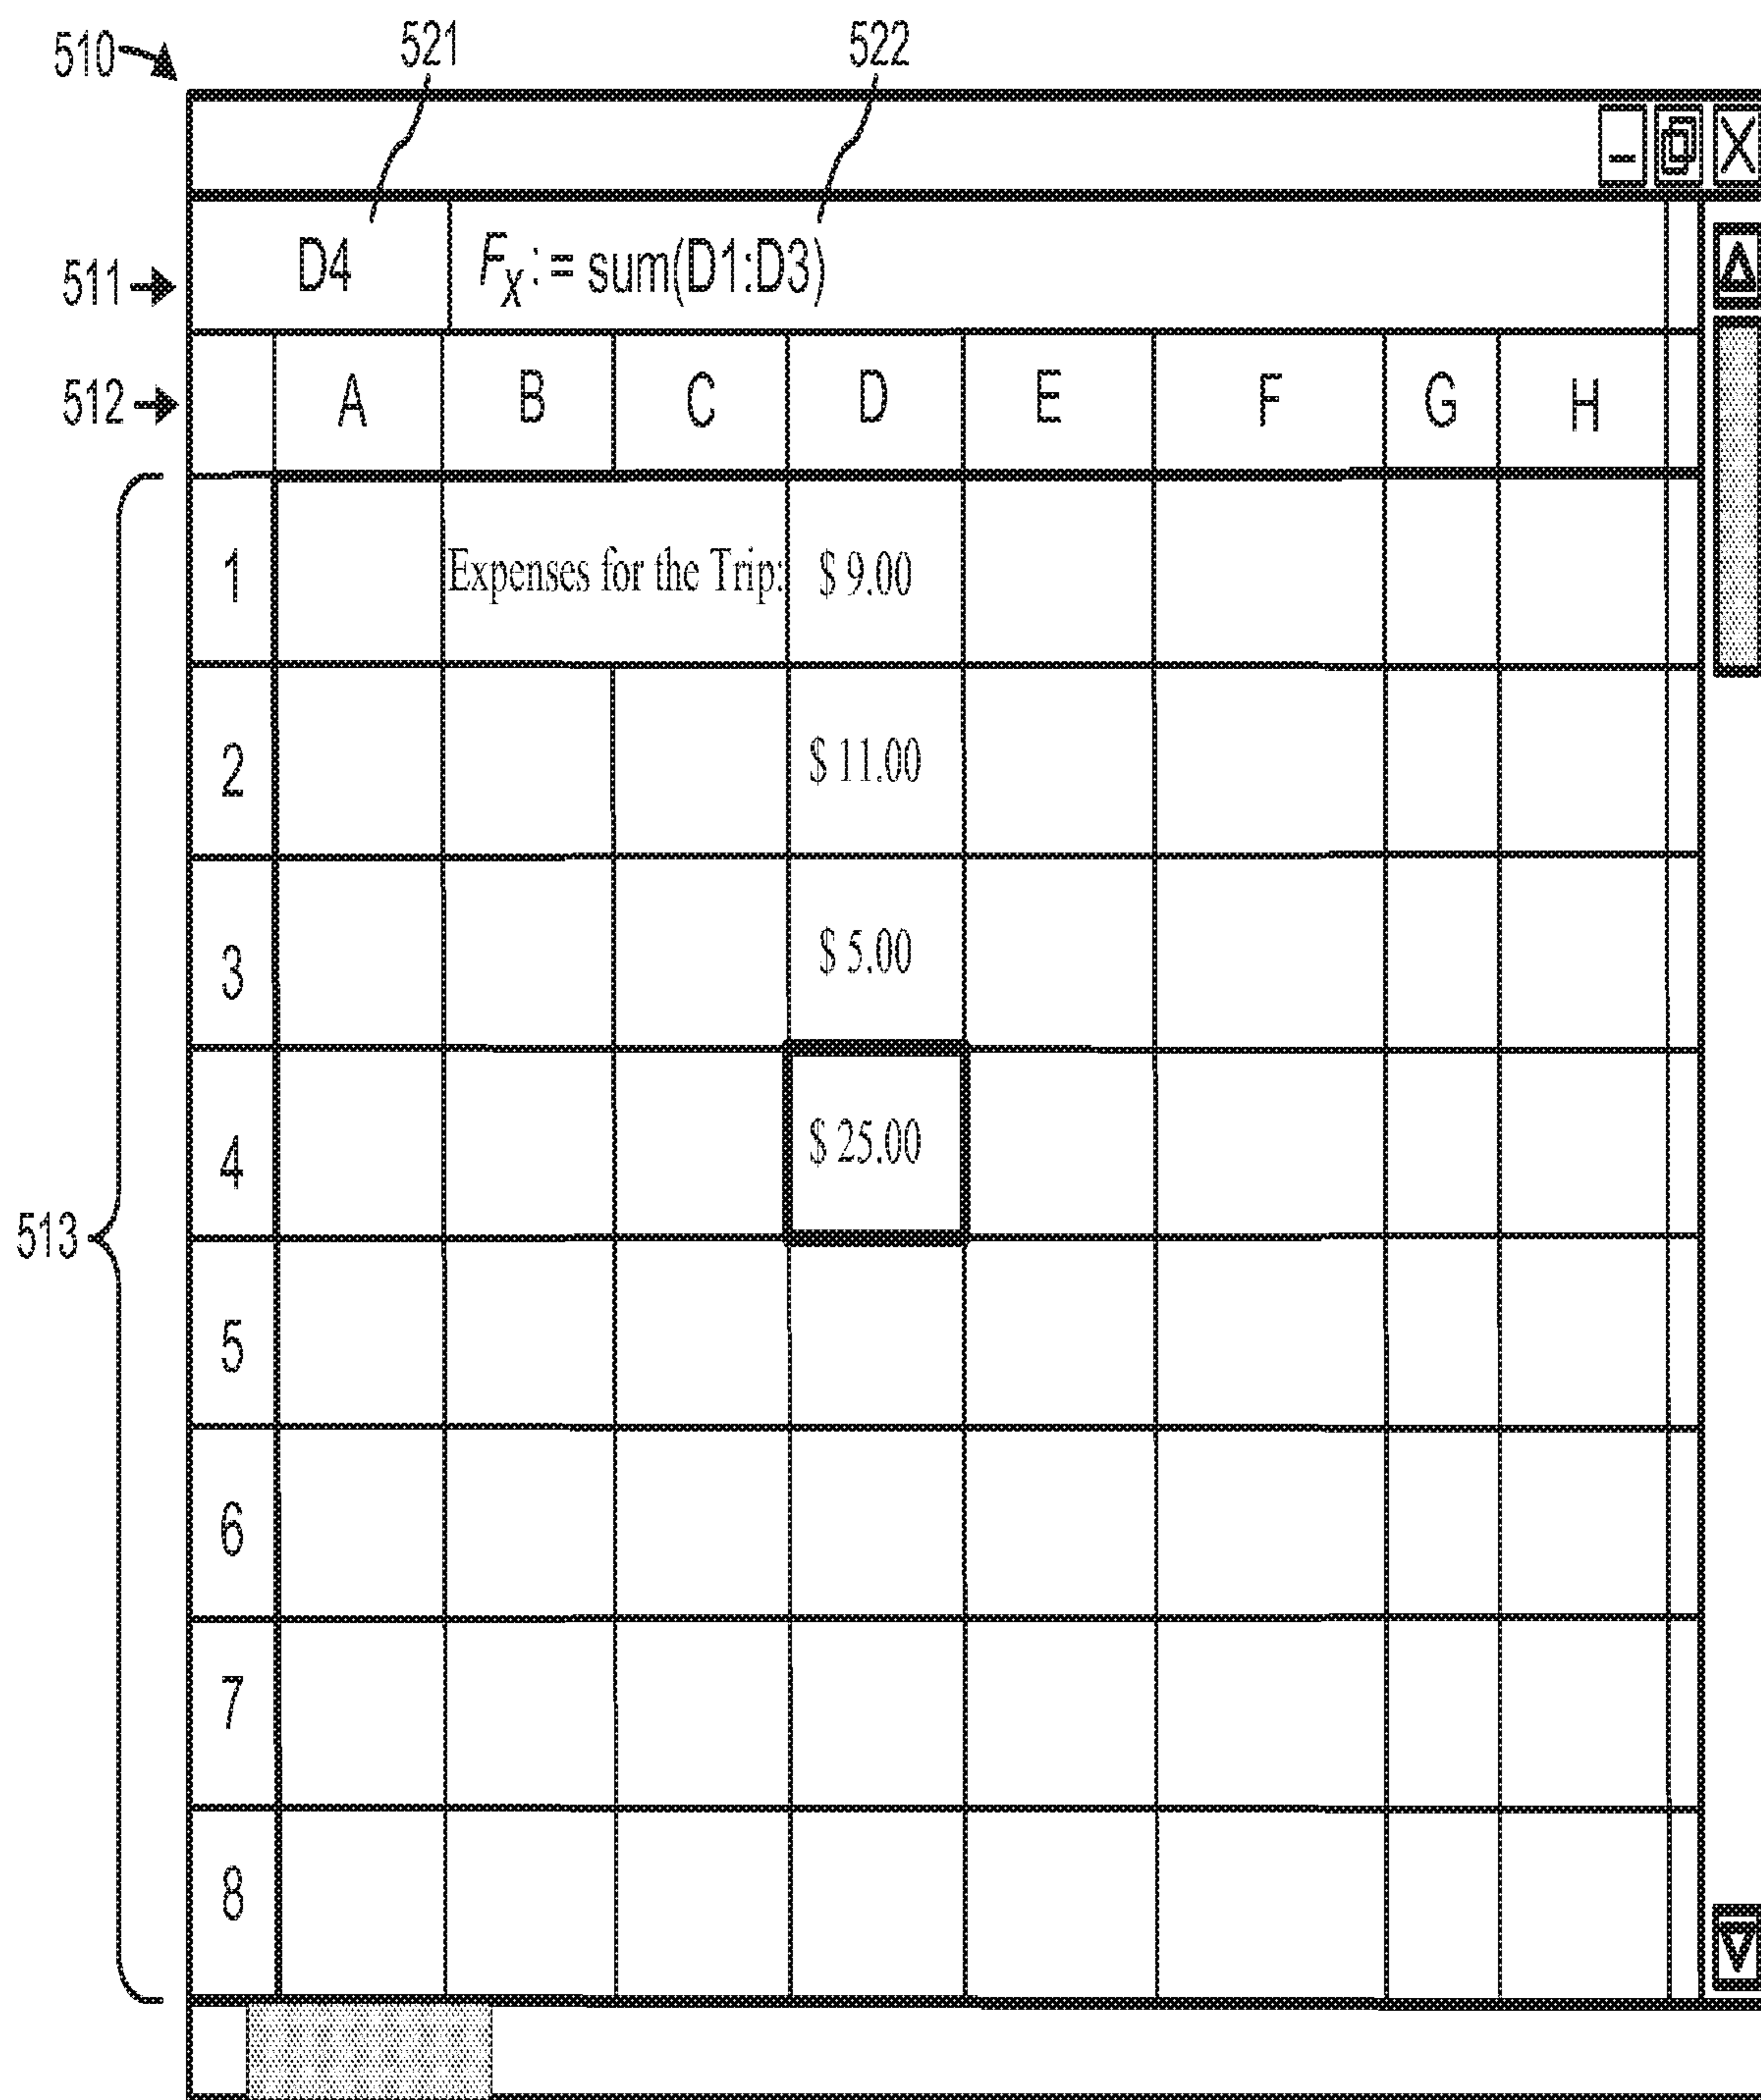 510 521 522
511 D4 Fx := sum(D1:D3)
512 A B C D E F G H
1 Expenses for the Trip: $ 9.00
2 $ 11.00
3 $ 5.00
4 $ 25.00
513
5
6
7
8